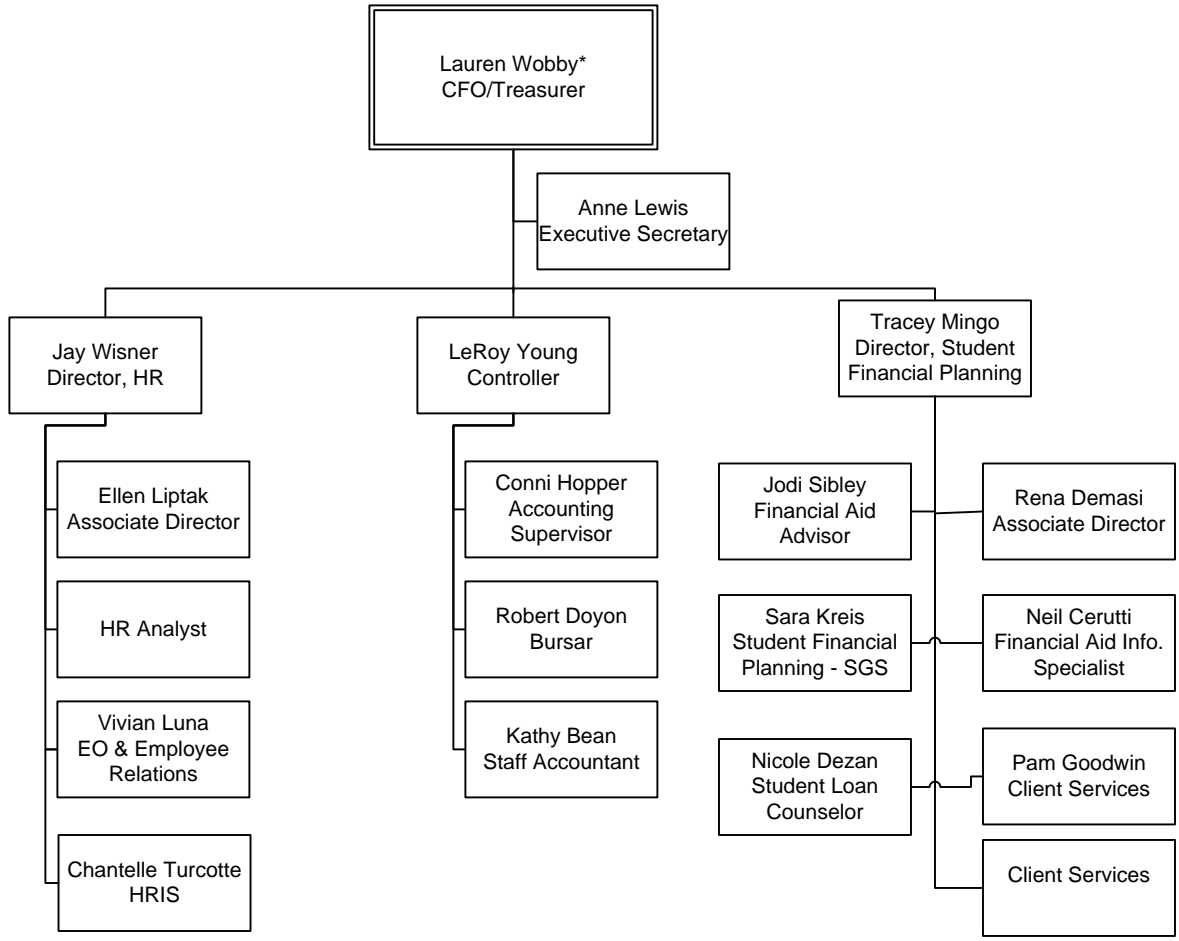 Lauren Wobby*
CFO/Treasurer
Anne Lewis
Executive Secretary
Jay Wisner
Director, HR
LeRoy Young
Controller
Tracey Mingo
Director, Student
Financial Planning
Ellen Liptak
Associate Director
HR Analyst
Vivian Luna
EO & Employee
Relations
Chantelle Turcotte
HRIS
Conni Hopper
Accounting
Supervisor
Robert Doyon
Bursar
Kathy Bean
Staff Accountant
Jodi Sibley
Financial Aid
Advisor
Rena Demasi
Associate Director
Sara Kreis
Student Financial
Planning - SGS
Neil Cerutti
Financial Aid Info.
Specialist
Nicole Dezan
Student Loan
Counselor
Pam Goodwin
Client Services
Client Services